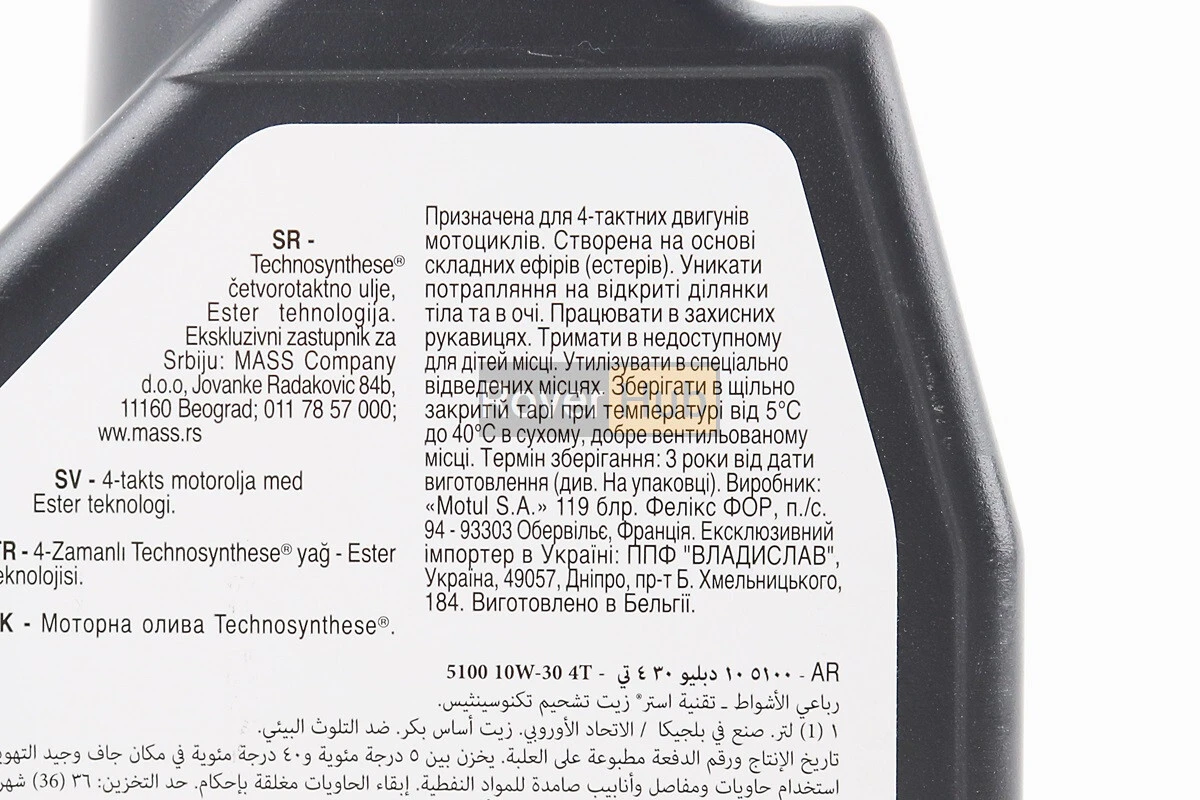 SR -
Technosynthese®
četvorotaktno ulje,
Ester tehnologija.
Ekskluzivni zastupnik za
Srbiju: MASS Company
d.o.o, Jovanke Radakovic 84b,
11160 Beograd; 011 78 57 000;
ww.mass.rs
SV - 4-takts motorolja med
Ester teknologi.
TR - 4-Zamanlı Technosynthese® yağ - Ester
eknolojisi.
K - Моторна олива Technosynthese®.
Призначена для 4-тактних двигунів
мотоциклів. Створена на основі
складних ефірів (естерів). Уникати
потрапляння на відкриті ділянки
тіла та в очі. Працювати в захисних
рукавицях. Тримати в недоступному
для дітей місці. Утилізувати в спеціально
відведених місцях. Зберігати в щільно
закритій тарі при температурі від 5°C
до 40°C в сухому, добре вентильованому
місці. Термін зберігання: 3 роки від дати
виготовлення (див. На упаковці). Виробник:
«Motul S.A.» 119 блр. Фелікс ФОР, п./с.
94 - 93303 Обервільє, Франція. Ексклюзивний
імпортер в Україні: ППФ "ВЛАДИСЛАВ",
Україна, 49057, Дніпро, пр-т Б. Хмельницького,
184. Виготовлено в Бельгії.
Rover Hub
AR - ٥١٠٠ ١٠ دبليو ٣٠ ٤ تي - 5100 10W-30 4T
رباعي الأشواط - تقنية استر® زيت تشحيم تكنوسينثيس.
١ (1) لتر. صنع في بلجيكا / الاتحاد الأوروبي. زيت أساس بكر. ضد التلوث البيئي.
تاريخ الإنتاج ورقم الدفعة مطبوعة على العلبة. يخزن بين ٥ درجة مئوية و٤٠ درجة مئوية في مكان جاف وجيد التهوي
استخدام حاويات ومفاصل وأنابيب صامدة للمواد النفطية. إبقاء الحاويات مغلقة بإحكام. حد التخزين: ٣٦ (36) شهر